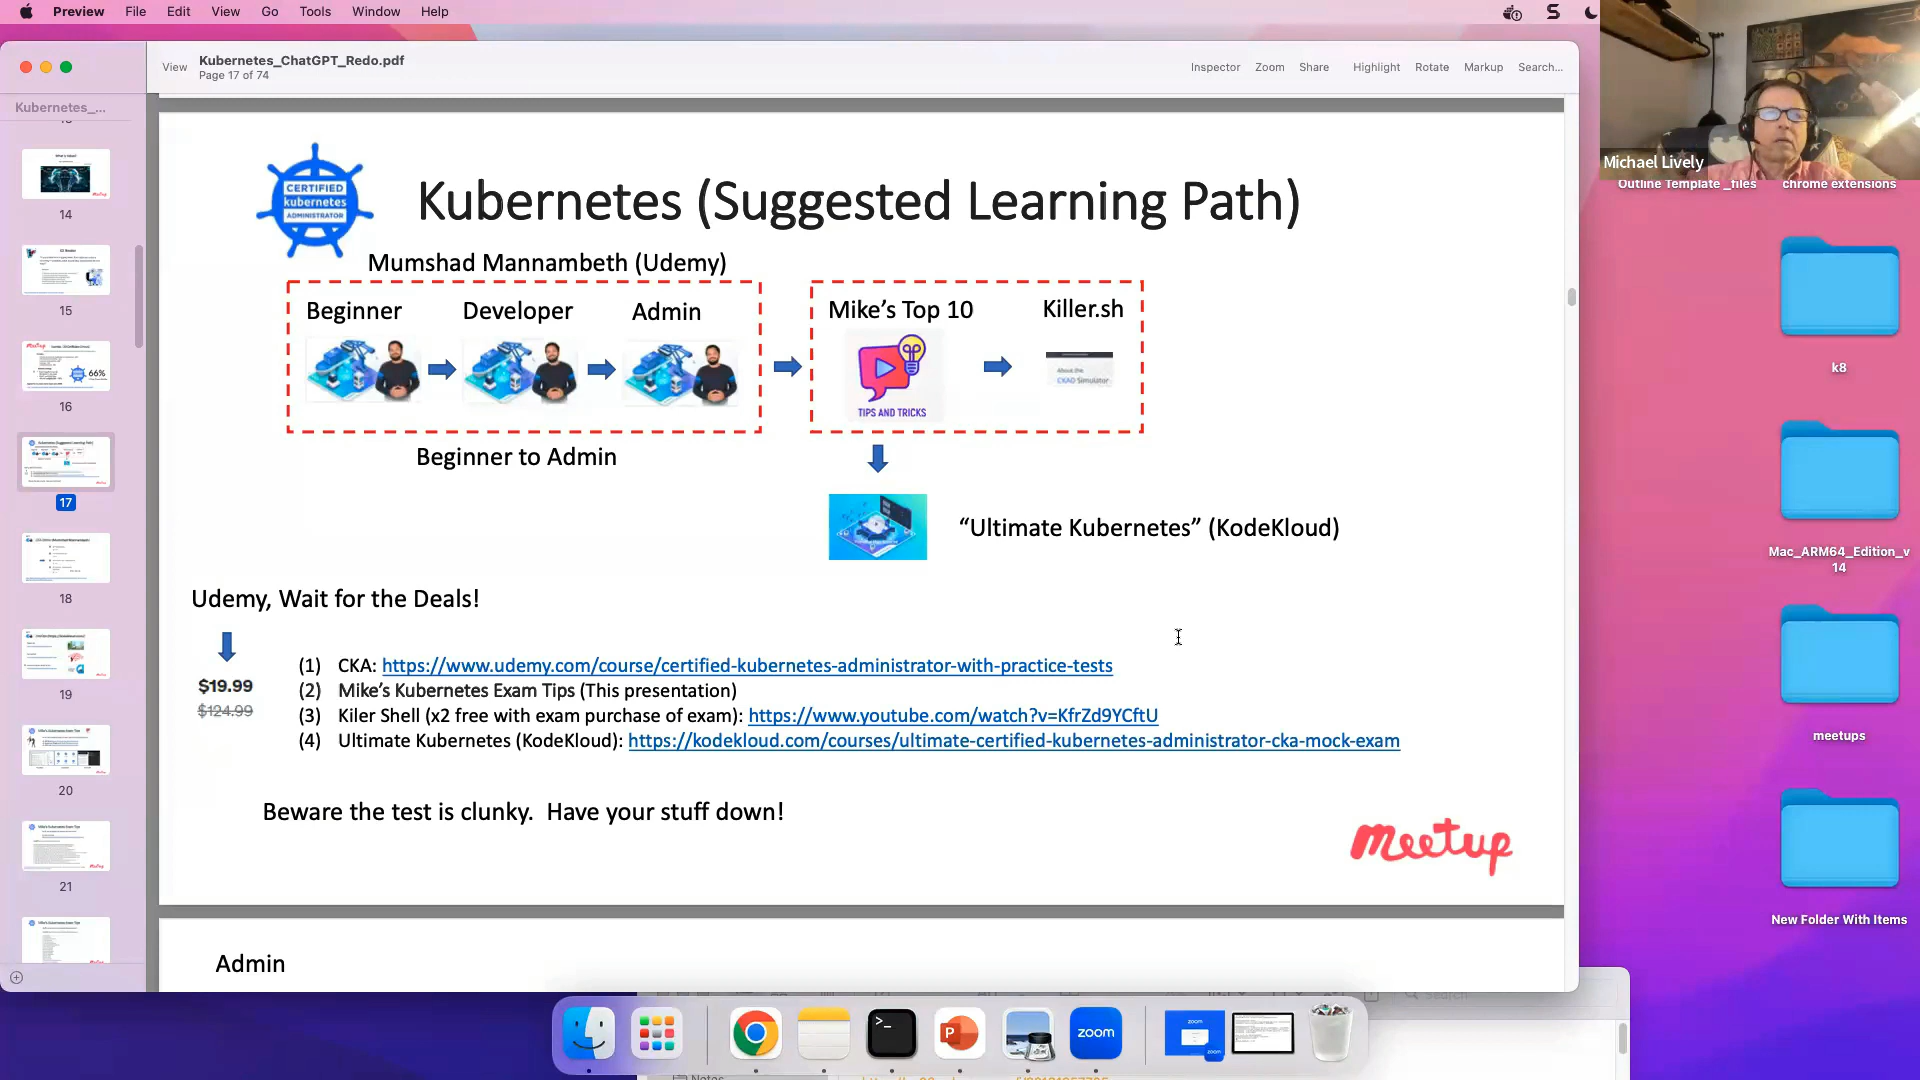 Preview File Edit View Go Tools Window Help
Kubernetes_ChatGPT_Redo.pdf
View
Page 17 of 74
Inspector Zoom Share Highlight Rotate Markup Search...
Kubernetes_...
14
15
16
17
18
19
20
21
CERTIFIED
kubernetes
ADMINISTRATOR
Kubernetes (Suggested Learning Path)
Mumshad Mannambeth (Udemy)
Beginner Developer Admin
Mike's Top 10 Killer.sh
TIPS AND TRICKS
About the
CKAD Simulator
Beginner to Admin
“Ultimate Kubernetes” (KodeKloud)
Udemy, Wait for the Deals!
$19.99
$124.99
(1) CKA: https://www.udemy.com/course/certified-kubernetes-administrator-with-practice-tests
(2) Mike's Kubernetes Exam Tips (This presentation)
(3) Kiler Shell (x2 free with exam purchase of exam): https://www.youtube.com/watch?v=KfrZd9YCftU
(4) Ultimate Kubernetes (KodeKloud): https://kodekloud.com/courses/ultimate-certified-kubernetes-administrator-cka-mock-exam
Beware the test is clunky. Have your stuff down!
meetup
Admin
Michael Lively
Outline Template _files
chrome extensions
k8
Mac_ARM64_Edition_v
14
meetups
New Folder With Items
Search
zoom
Notes